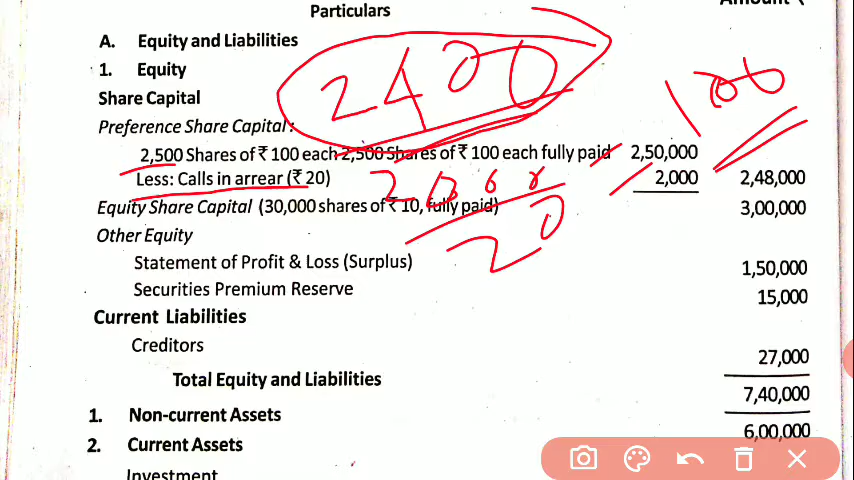 Particulars
Amount ₹
A. Equity and Liabilities
1. Equity
Share Capital
Preference Share Capital:
2,500 Shares of ₹ 100 each 2,500 Shares of ₹ 100 each fully paid 2,50,000
Less: Calls in arrear (₹ 20) 2,000 2,48,000
Equity Share Capital (30,000 shares of ₹ 10, fully paid) 3,00,000
Other Equity
Statement of Profit & Loss (Surplus) 1,50,000
Securities Premium Reserve 15,000
Current Liabilities
Creditors 27,000
Total Equity and Liabilities 7,40,000
1. Non-current Assets 6,00,000
2. Current Assets
Investment
2400
100
20